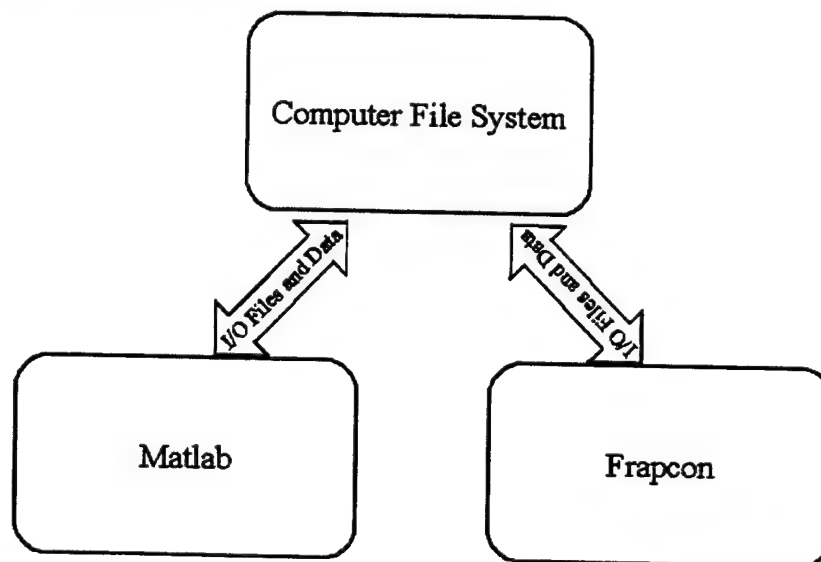 Computer File System
I/O Files and Data
I/O Files and Data
Matlab
Frapcon